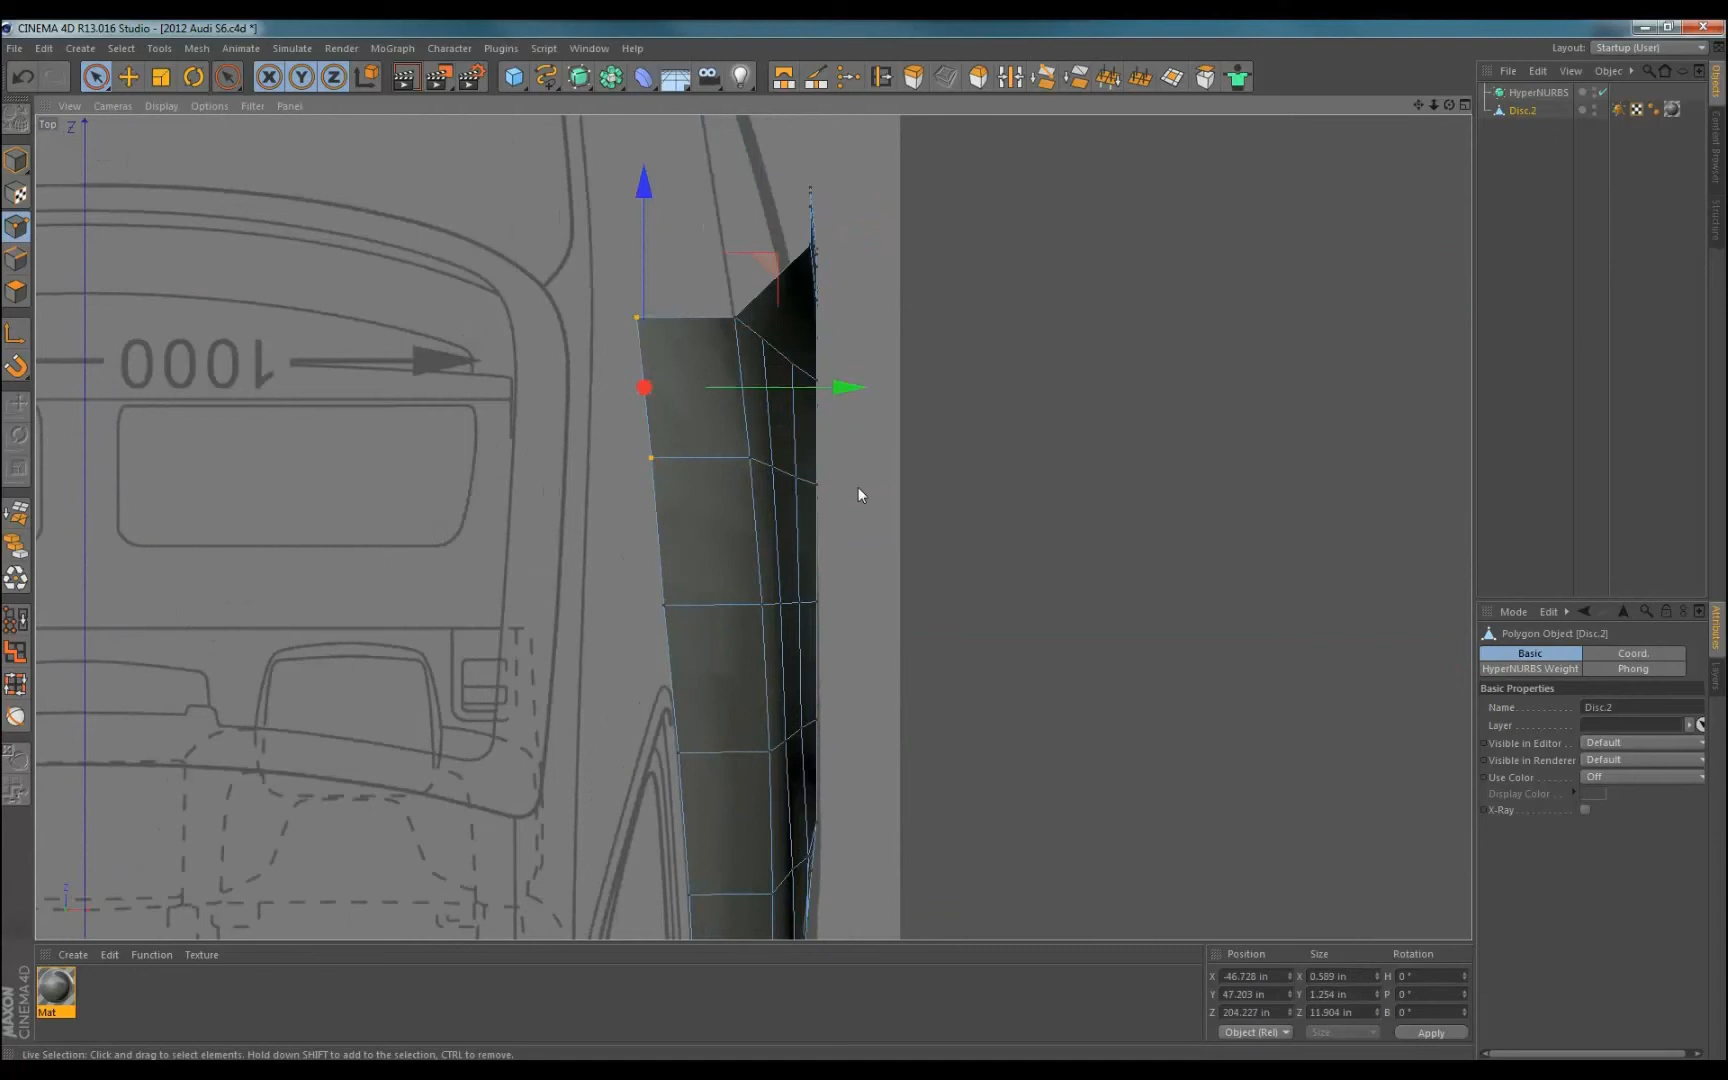 CINEMA 4D R13.016 Studio - [2012 Audi S6.c4d *]
File Edit Create Select Tools Mesh Animate Simulate Render MoGraph Character Plugins Script Window Help
Layout: Startup (User)
X Y Z
View Cameras Display Options Filter Panel
Top Z
1000
File Edit View Objec
HyperNURBS
Disc.2
Objects
Content Browser
Structure
Mode Edit
Polygon Object [Disc.2]
Basic Coord.
HyperNURBS Weight Phong
Basic Properties
Name Disc.2
Layer
Visible in Editor Default
Visible in Renderer Default
Use Color Off
Display Color
X-Ray
Attributes
Layers
Create Edit Function Texture
Mat
MAXON
CINEMA 4D
Position Size Rotation
X -46.728 in X 0.589 in H 0 °
Y 47.203 in Y 1.254 in P 0 °
Z 204.227 in Z 11.904 in B 0 °
Object (Rel) Size Apply
Live Selection: Click and drag to select elements. Hold down SHIFT to add to the selection, CTRL to remove.